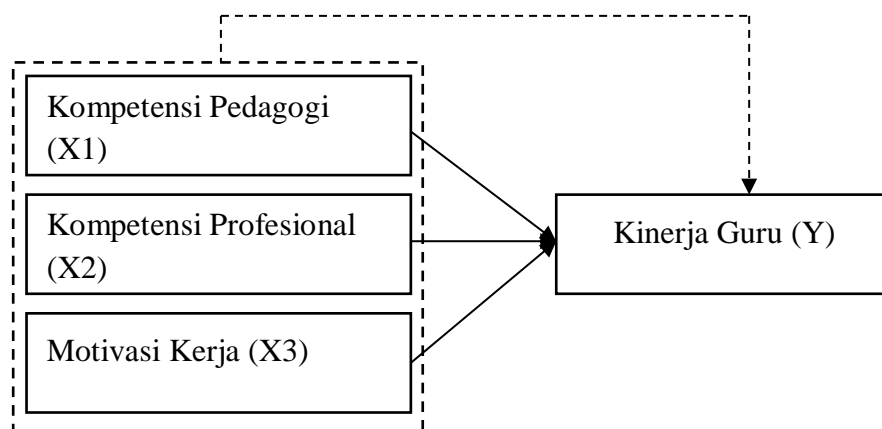 Kompetensi Pedagogi
(X1)
Kompetensi Profesional
(X2)
Motivasi Kerja (X3)
Kinerja Guru (Y)